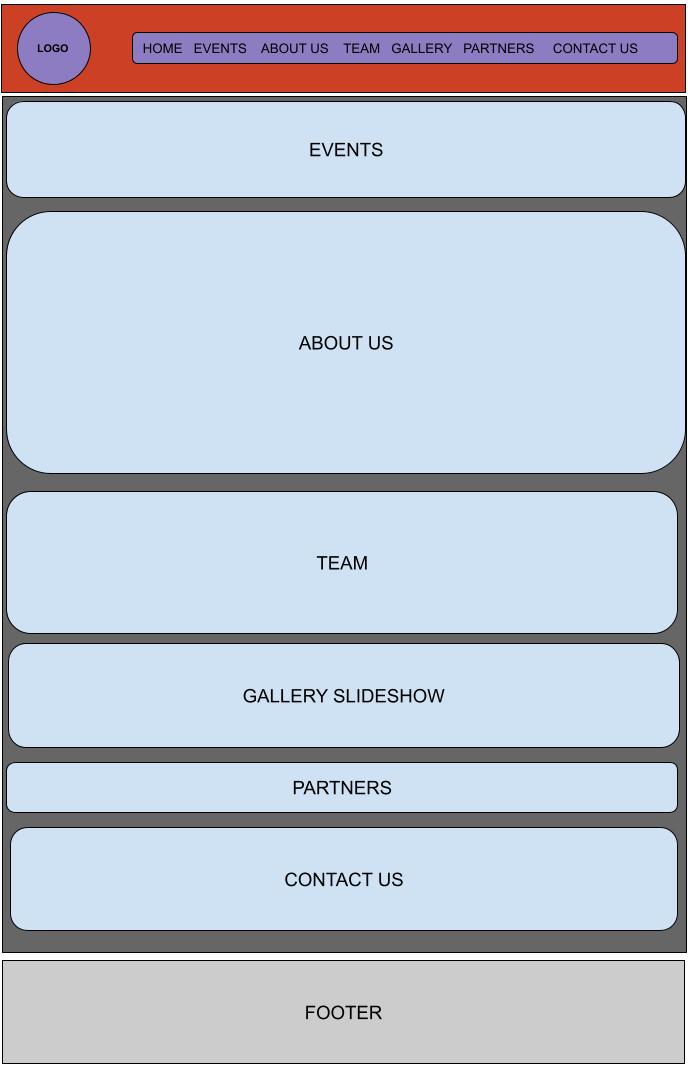 LOGO
HOME EVENTS ABOUT US TEAM GALLERY PARTNERS CONTACT US
EVENTS
ABOUT US
TEAM
GALLERY SLIDESHOW
PARTNERS
CONTACT US
FOOTER